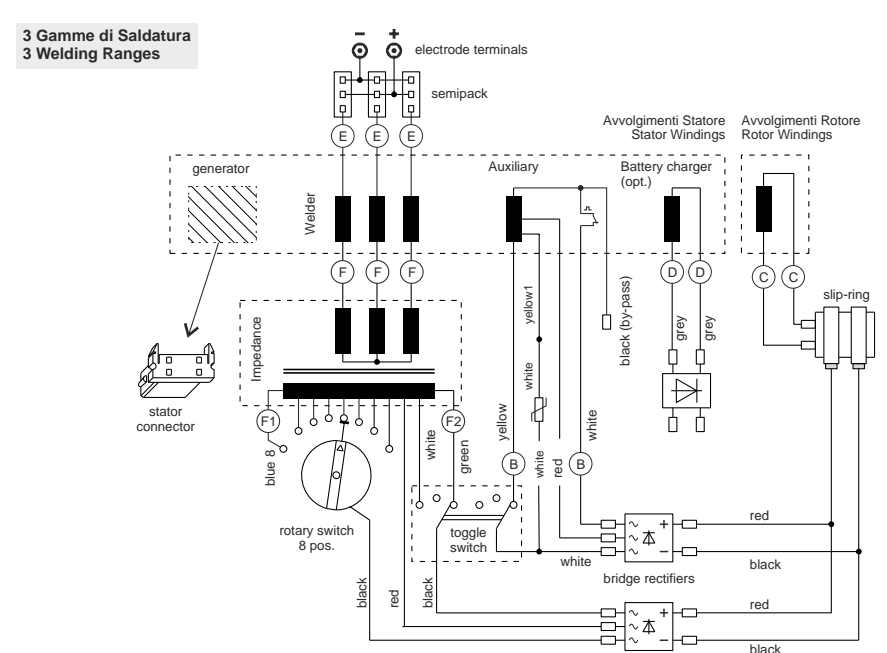 3 Gamme di Saldatura
3 Welding Ranges
− +
electrode terminals
semipack
E E E
Avvolgimenti Statore
Stator Windings
Avvolgimenti Rotore
Rotor Windings
generator
Auxiliary
Battery charger
(opt.)
Welder
F F F
D D
C C
slip-ring
yellow1
black (by-pass)
grey
grey
Impedance
stator
connector
white
F1
F2
blue 8
white
green
yellow
white
red
white
B B
rotary switch
8 pos.
toggle
switch
white
+
−
red
black
bridge rectifiers
black
red
black
+
−
red
black